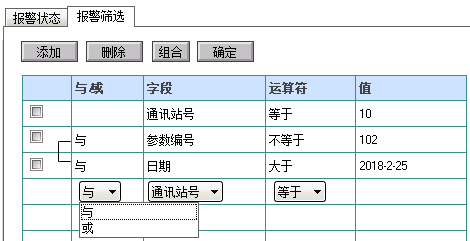 报警状态 报警筛选
添加 删除 组合 确定
与/或 字段 运算符 值
通讯站号 等于 10
与 参数编号 不等于 102
与 日期 大于 2018-2-25
与 通讯站号 等于
与
或